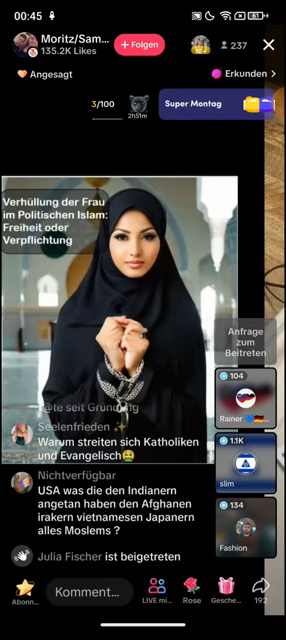 00:45
61
Moritz/Sam...
135.2K Likes
+ Folgen
237
Angesagt
Erkunden >
3/100
2h51m
Super Montag
Verhüllung der Frau
im Politischen Islam:
Freiheit oder
Verpflichtung
Anfrage
zum
Beitreten
104
Rainer
1.1K
slim
134
Fashion
seit Gründung
Seelenfrieden ✨
Warum streiten sich Katholiken
und Evangelisch🤮
Nichtverfügbar
USA was die den Indianern
angetan haben den Afghanen
irakern vietnamesen Japanern
alles Moslems ?
Julia Fischer ist beigetreten
Abonn...
Komment...
LIVE mi...
Rose
Gesche...
192